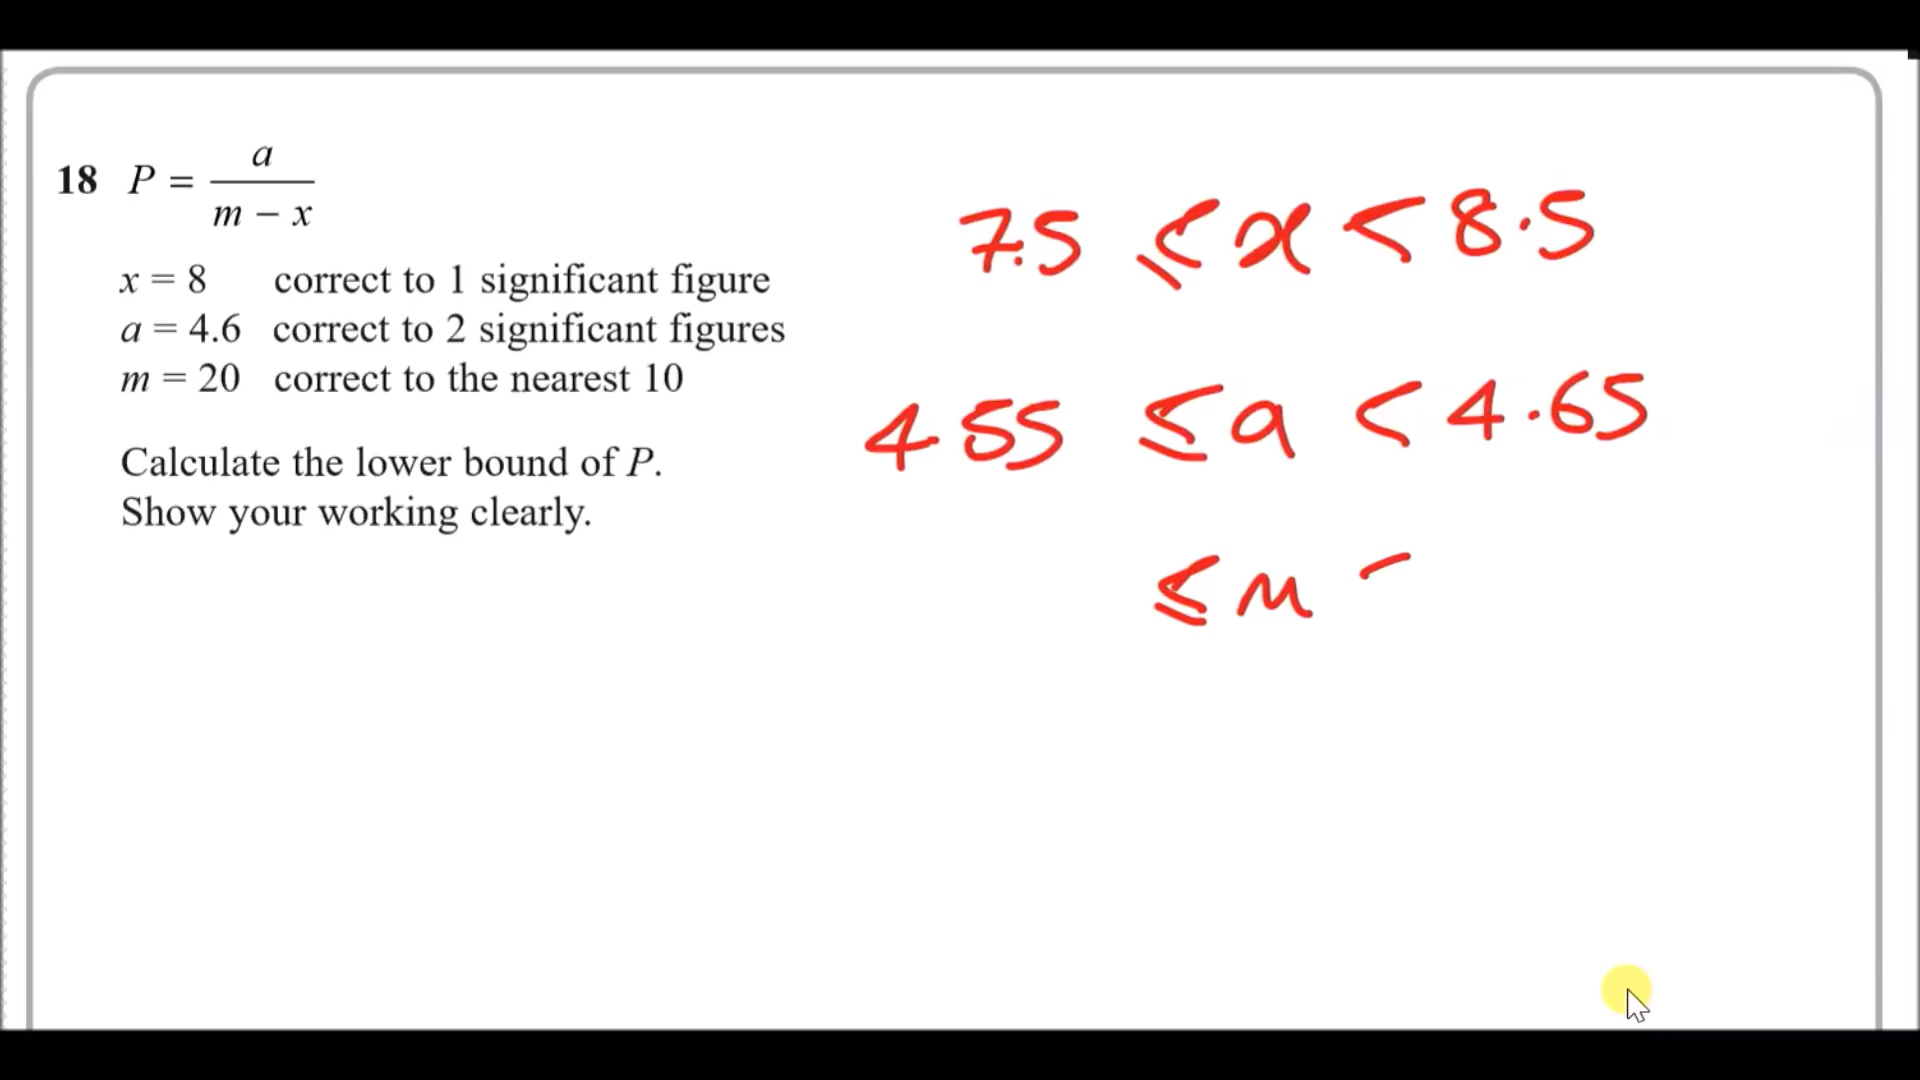 18 P = a / (m − x)
x = 8 correct to 1 significant figure
a = 4.6 correct to 2 significant figures
m = 20 correct to the nearest 10
Calculate the lower bound of P.
Show your working clearly.
7.5 ≤ x < 8.5
4 55 ≤ a < 4.65
≤ m